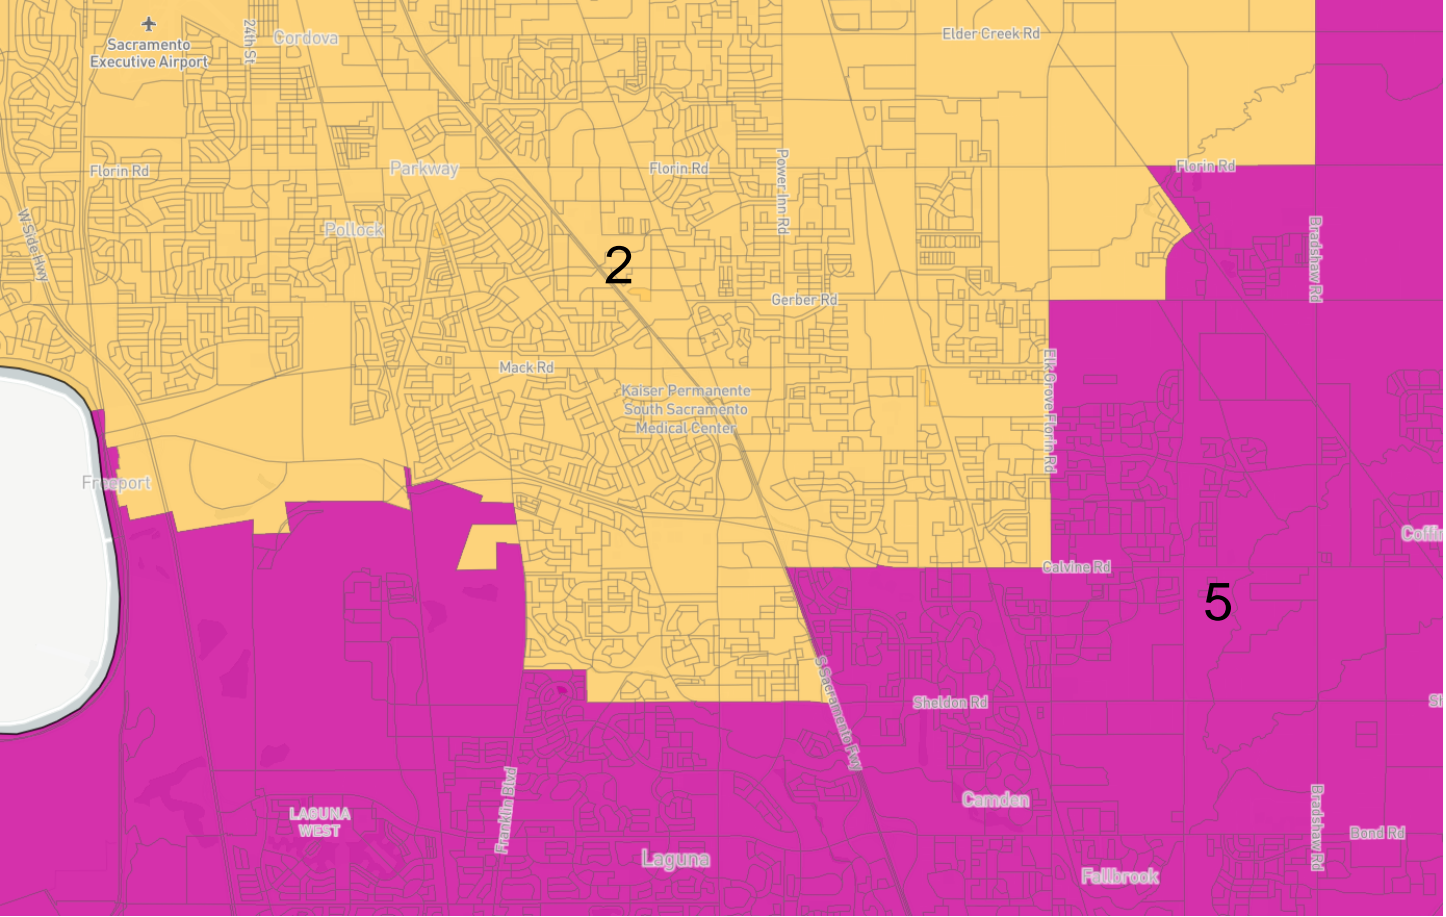 Elder Creek Rd
24th St
Cordova
Sacramento
Executive Airport
Florin Rd
Parkway
Florin Rd
Power Inn Rd
Florin Rd
W Side Hwy
Pollock
2
Bradshaw Rd
Gerber Rd
Mack Rd
Kaiser Permanente
South Sacramento
Medical Center
Elk Grove Florin Rd
Freeport
Calvine Rd
5
S Sacramento Fwy
Sheldon Rd
Franklin Blvd
LAGUNA
WEST
Camden
Bradshaw Rd
Bond Rd
Laguna
Fallbrook